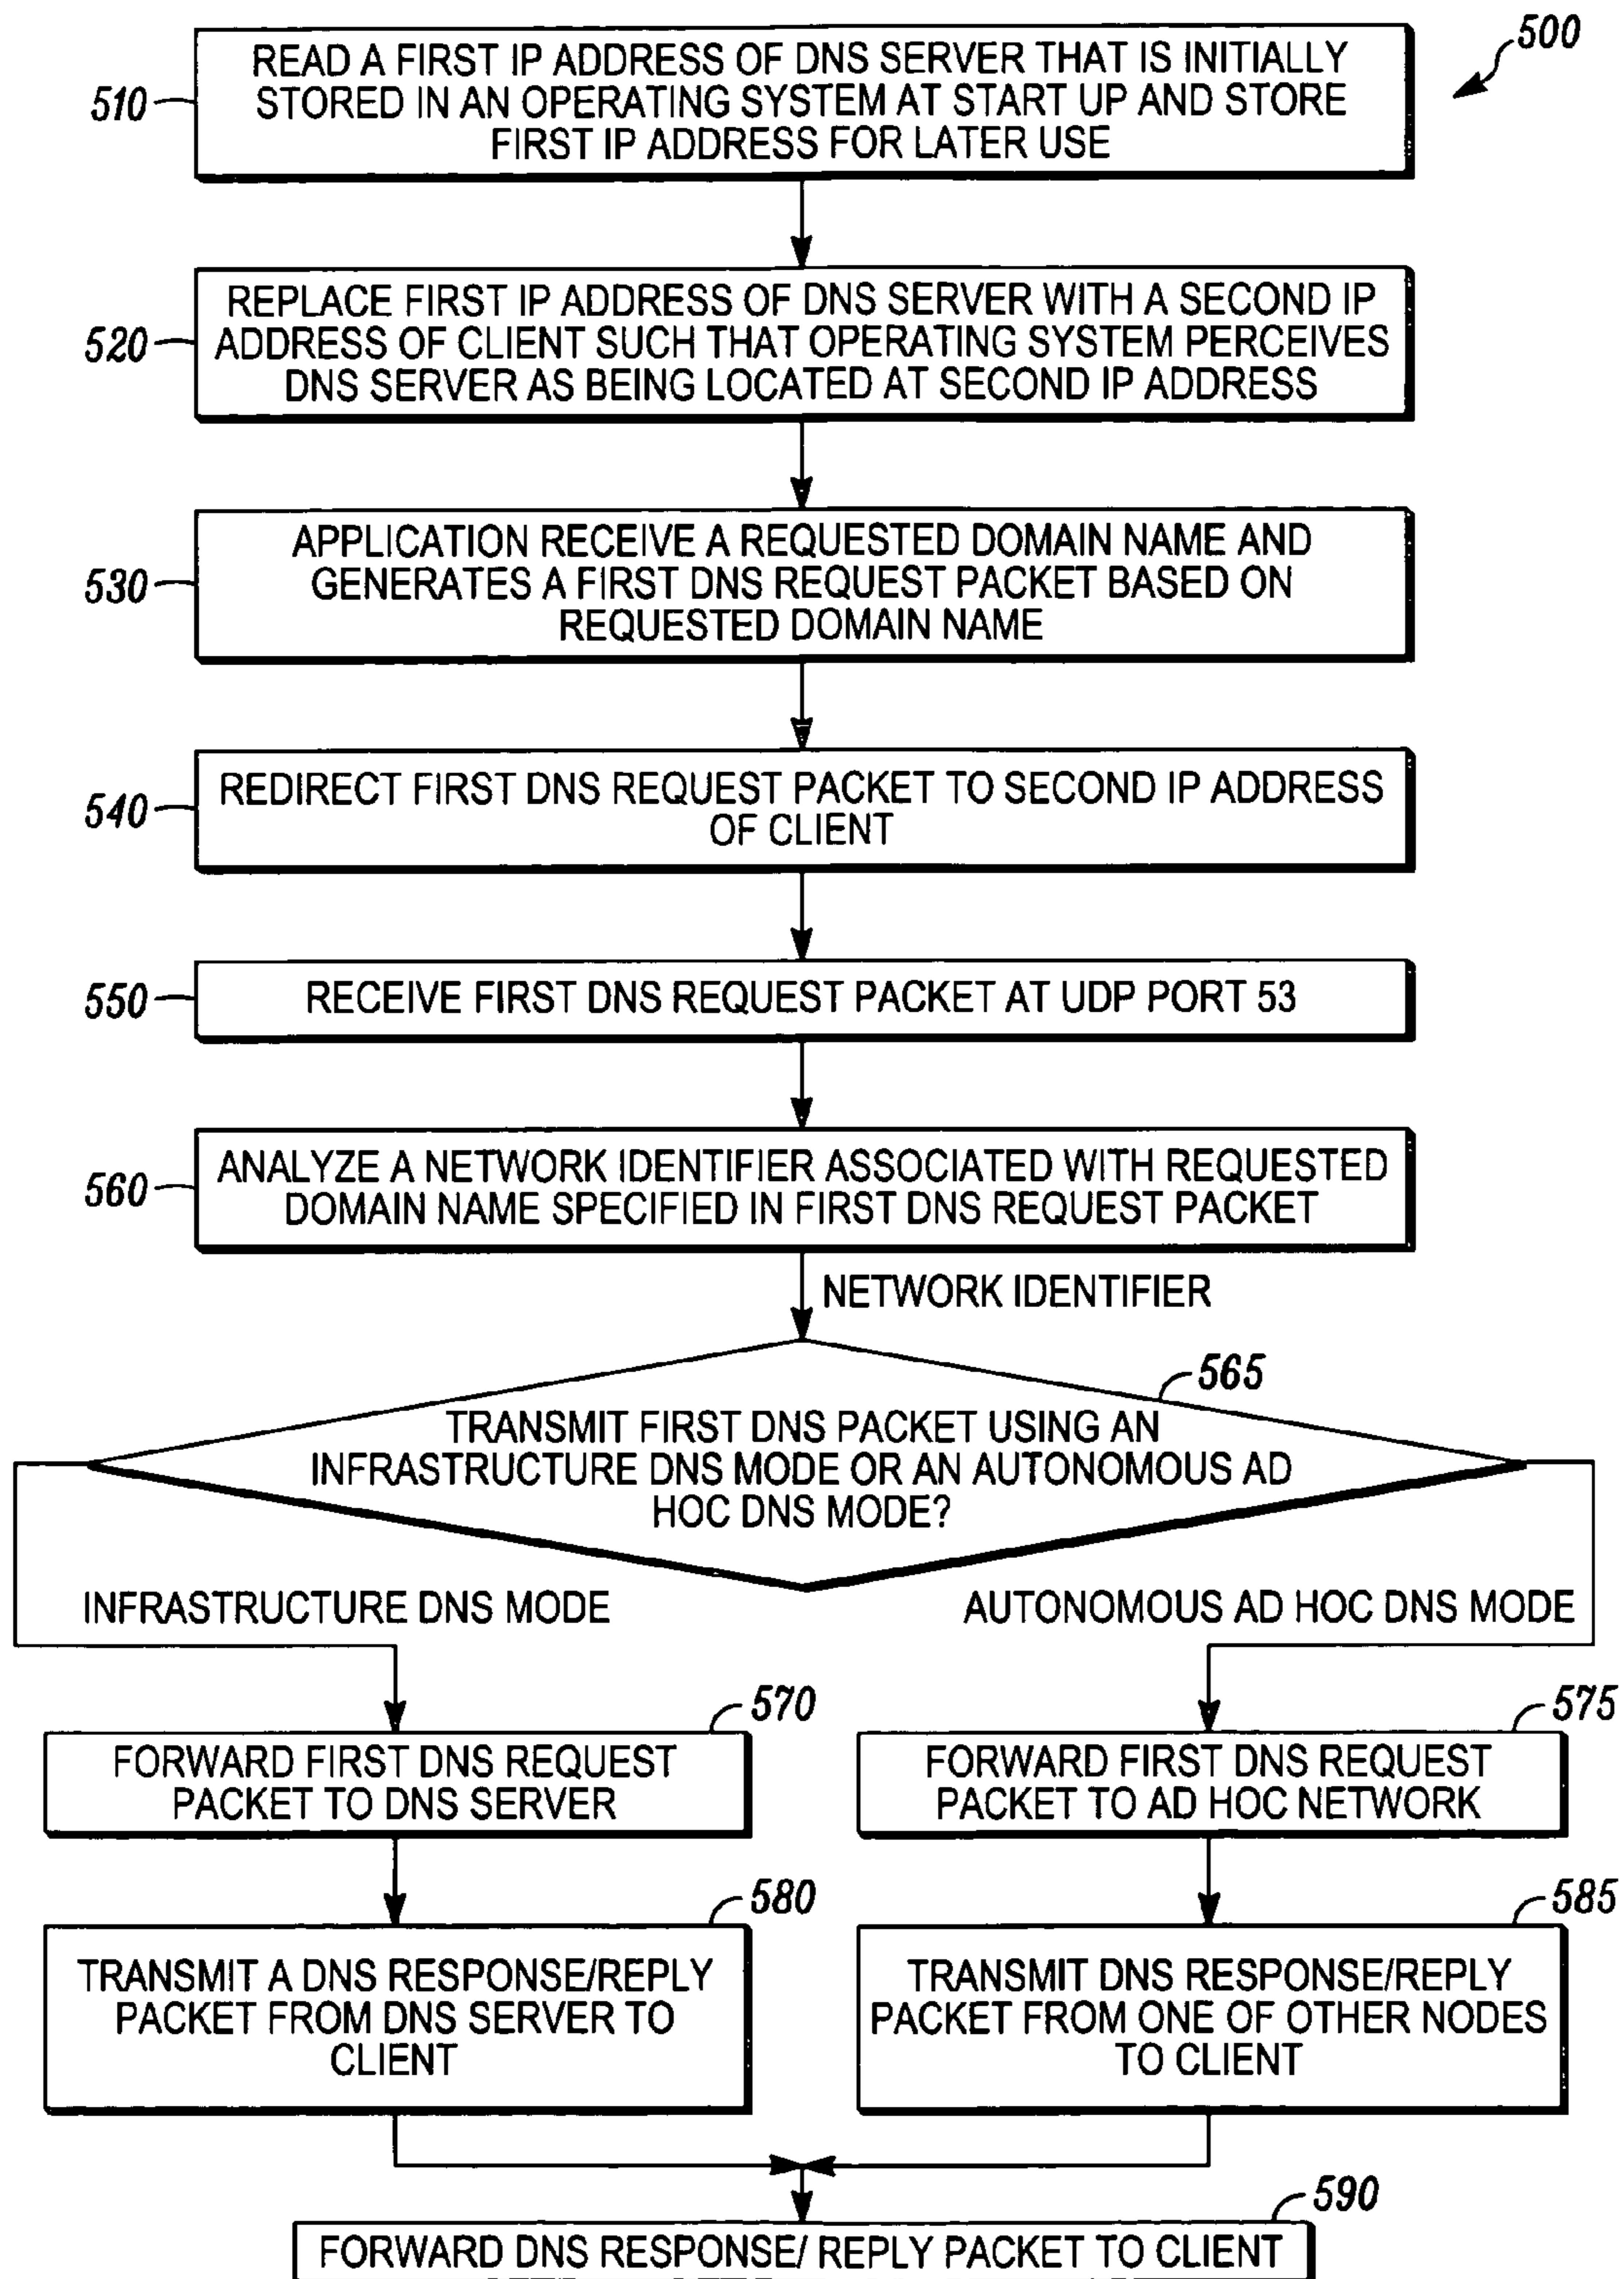 500
510
READ A FIRST IP ADDRESS OF DNS SERVER THAT IS INITIALLY
STORED IN AN OPERATING SYSTEM AT START UP AND STORE
FIRST IP ADDRESS FOR LATER USE
520
REPLACE FIRST IP ADDRESS OF DNS SERVER WITH A SECOND IP
ADDRESS OF CLIENT SUCH THAT OPERATING SYSTEM PERCEIVES
DNS SERVER AS BEING LOCATED AT SECOND IP ADDRESS
530
APPLICATION RECEIVE A REQUESTED DOMAIN NAME AND
GENERATES A FIRST DNS REQUEST PACKET BASED ON
REQUESTED DOMAIN NAME
540
REDIRECT FIRST DNS REQUEST PACKET TO SECOND IP ADDRESS
OF CLIENT
550
RECEIVE FIRST DNS REQUEST PACKET AT UDP PORT 53
560
ANALYZE A NETWORK IDENTIFIER ASSOCIATED WITH REQUESTED
DOMAIN NAME SPECIFIED IN FIRST DNS REQUEST PACKET
NETWORK IDENTIFIER
565
TRANSMIT FIRST DNS PACKET USING AN
INFRASTRUCTURE DNS MODE OR AN AUTONOMOUS AD
HOC DNS MODE?
INFRASTRUCTURE DNS MODE
AUTONOMOUS AD HOC DNS MODE
570
FORWARD FIRST DNS REQUEST
PACKET TO DNS SERVER
575
FORWARD FIRST DNS REQUEST
PACKET TO AD HOC NETWORK
580
TRANSMIT A DNS RESPONSE/REPLY
PACKET FROM DNS SERVER TO
CLIENT
585
TRANSMIT DNS RESPONSE/REPLY
PACKET FROM ONE OF OTHER NODES
TO CLIENT
590
FORWARD DNS RESPONSE/ REPLY PACKET TO CLIENT